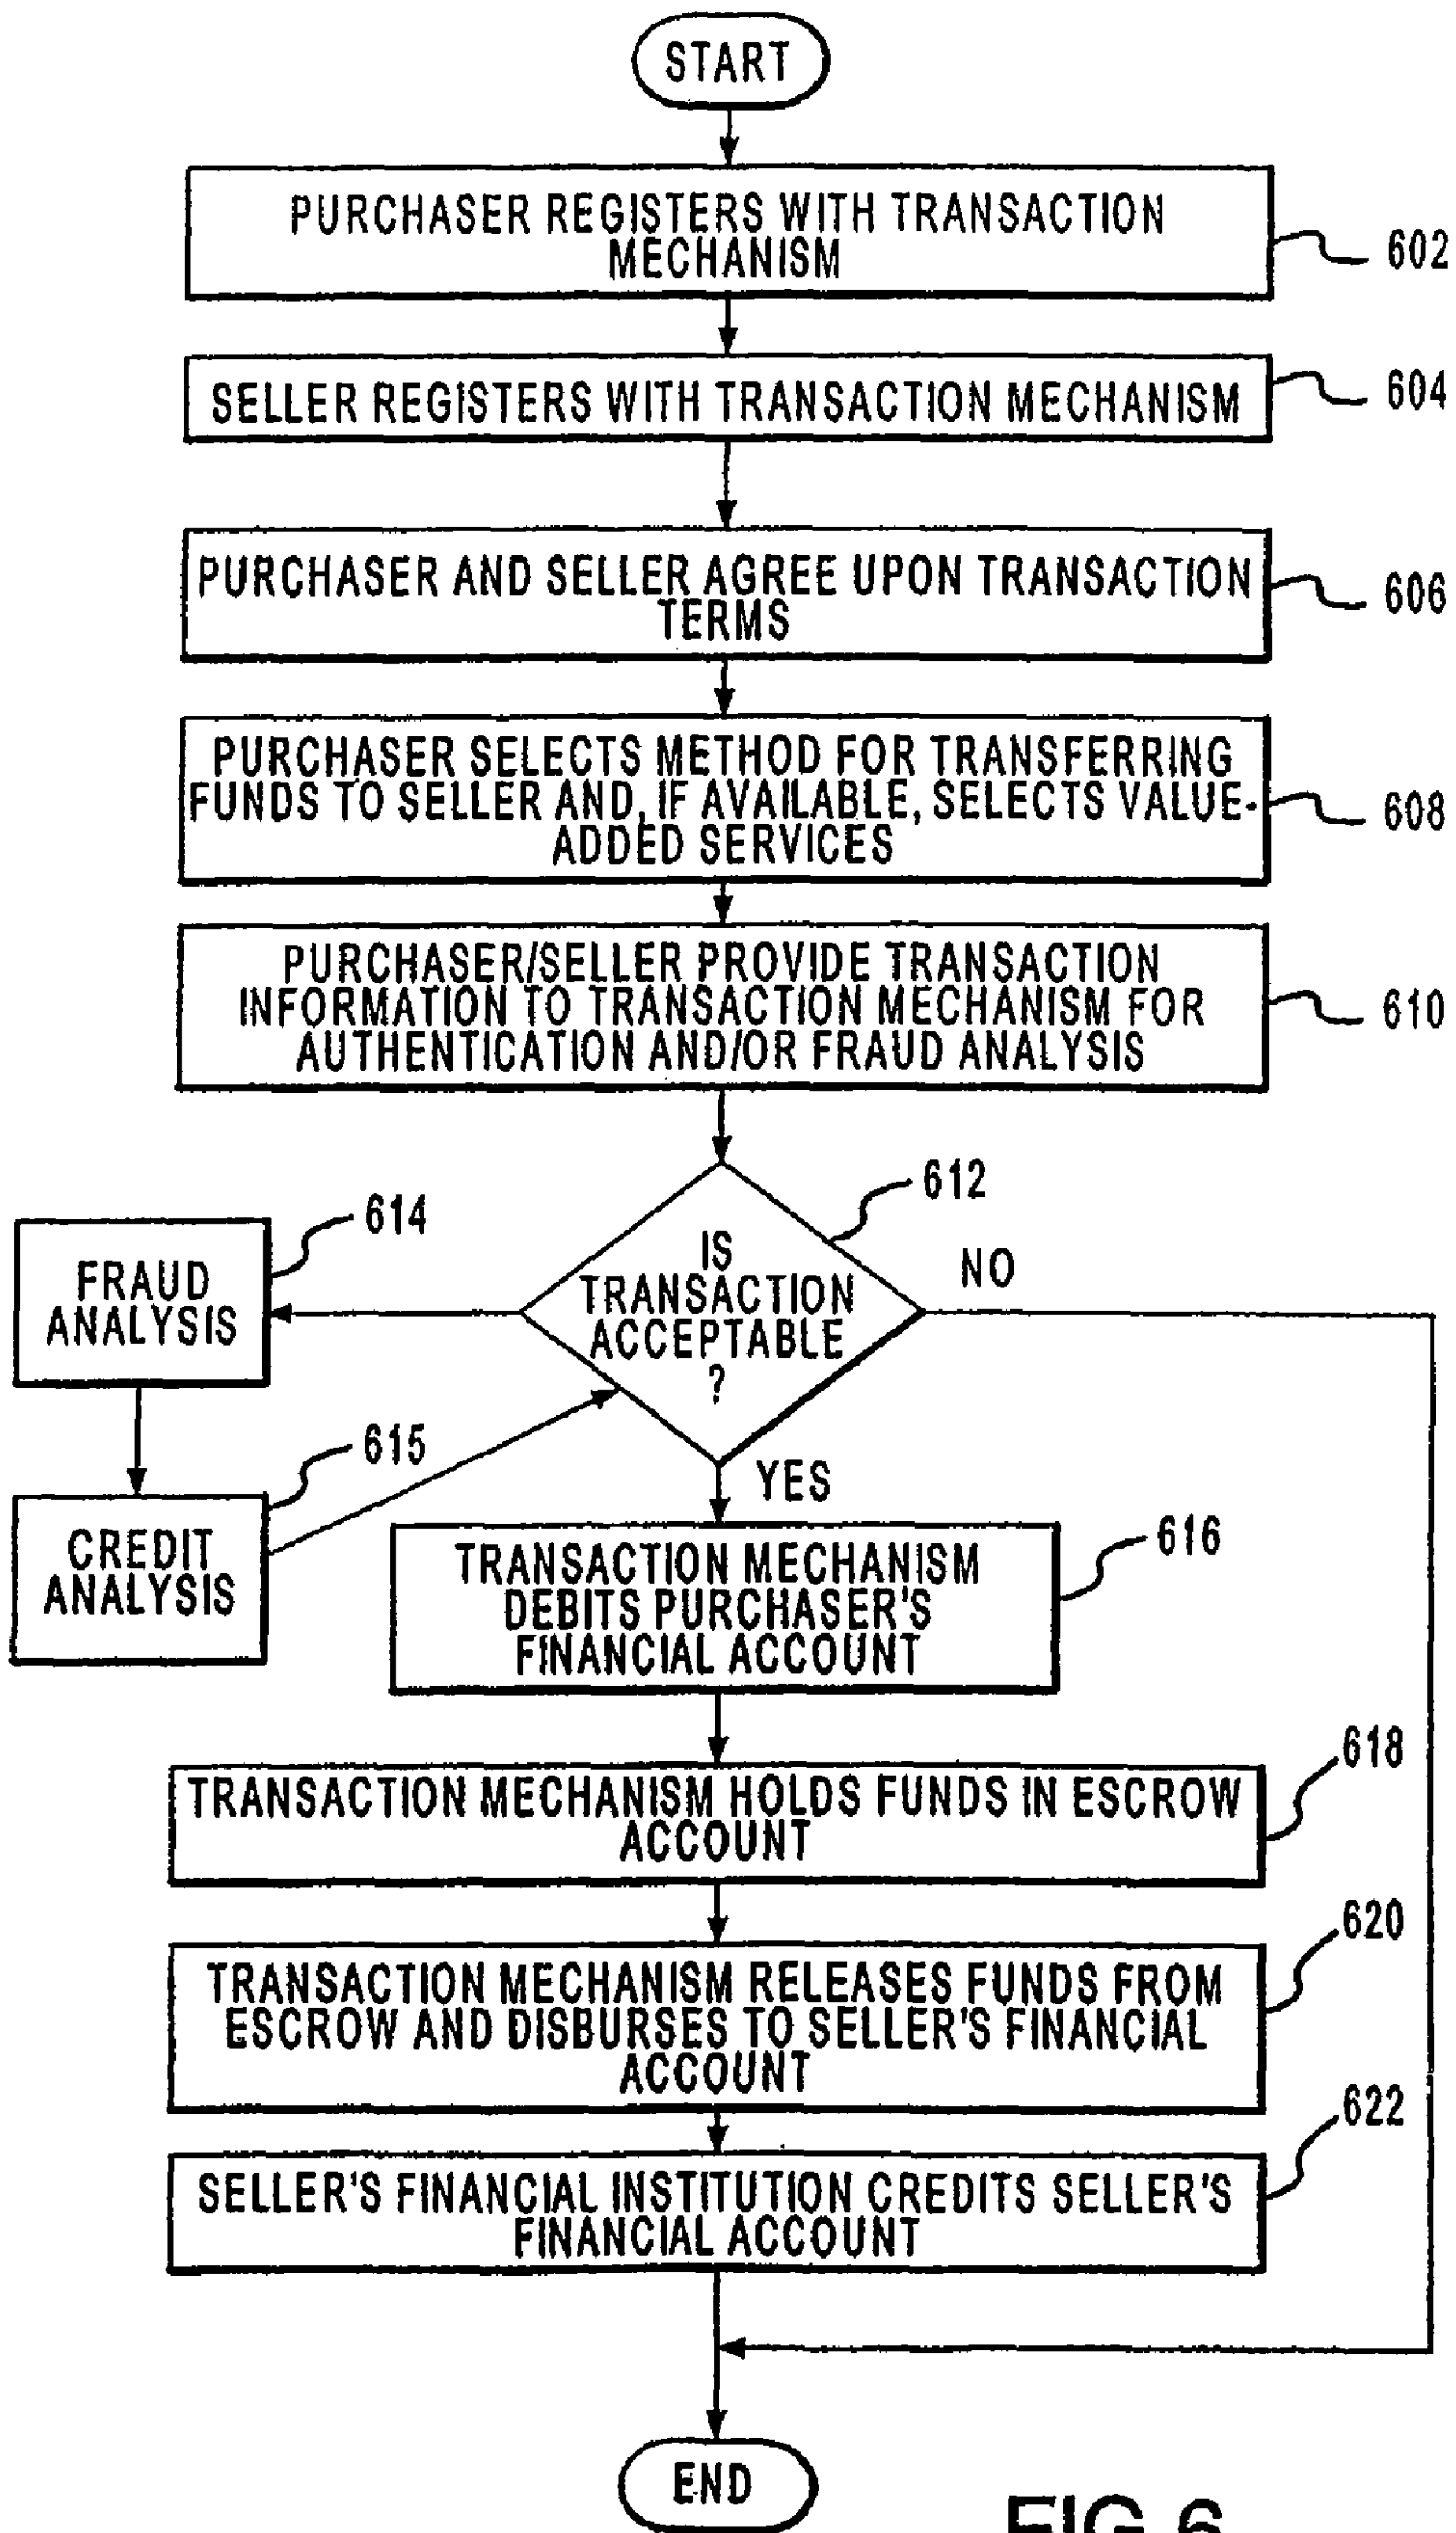 START
PURCHASER REGISTERS WITH TRANSACTION
MECHANISM
602
SELLER REGISTERS WITH TRANSACTION MECHANISM
604
PURCHASER AND SELLER AGREE UPON TRANSACTION
TERMS
606
PURCHASER SELECTS METHOD FOR TRANSFERRING
FUNDS TO SELLER AND, IF AVAILABLE, SELECTS VALUE-
ADDED SERVICES
608
PURCHASER/SELLER PROVIDE TRANSACTION
INFORMATION TO TRANSACTION MECHANISM FOR
AUTHENTICATION AND/OR FRAUD ANALYSIS
610
612
IS
TRANSACTION
ACCEPTABLE
?
NO
614
FRAUD
ANALYSIS
615
CREDIT
ANALYSIS
YES
616
TRANSACTION MECHANISM
DEBITS PURCHASER'S
FINANCIAL ACCOUNT
618
TRANSACTION MECHANISM HOLDS FUNDS IN ESCROW
ACCOUNT
620
TRANSACTION MECHANISM RELEASES FUNDS FROM
ESCROW AND DISBURSES TO SELLER'S FINANCIAL
ACCOUNT
622
SELLER'S FINANCIAL INSTITUTION CREDITS SELLER'S
FINANCIAL ACCOUNT
END
FIG.6